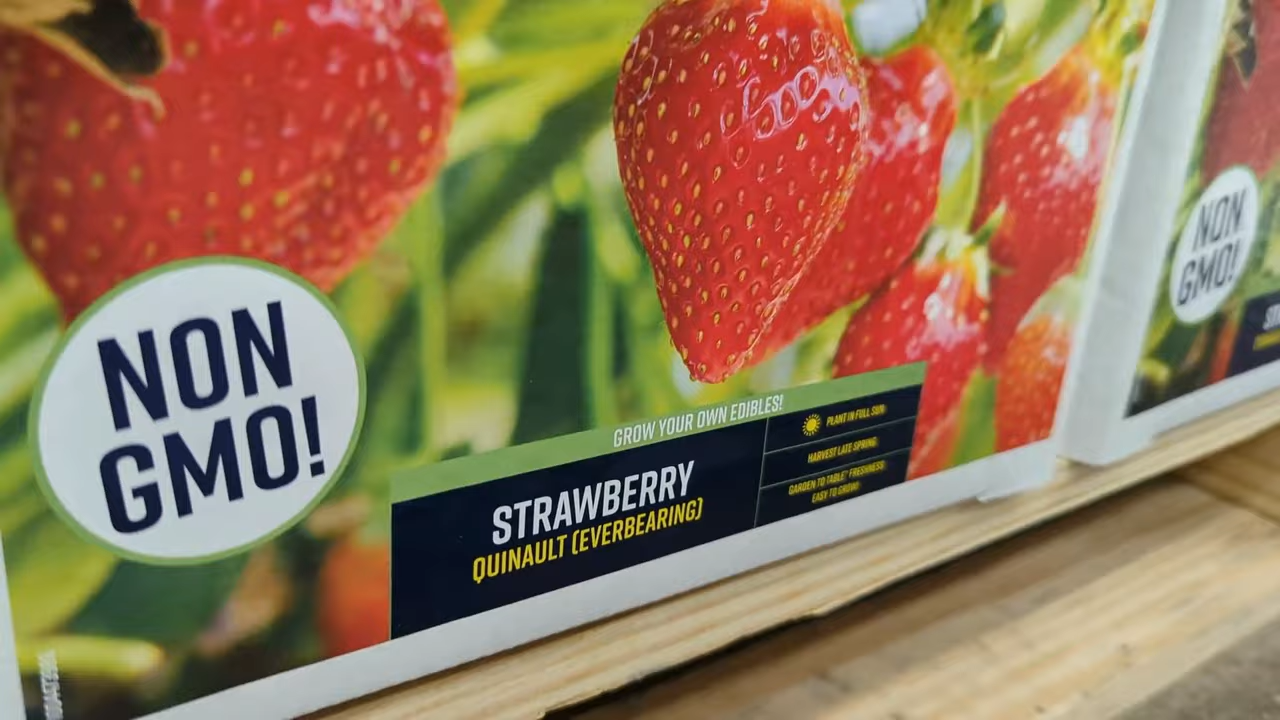 NON
GMO!
GROW YOUR OWN EDIBLES!
STRAWBERRY
QUINAULT (EVERBEARING)
PLANT IN FULL SUN
HARVEST LATE SPRING
GARDEN TO TABLE FRESHNESS
EASY TO GROW!
NON
GMO!